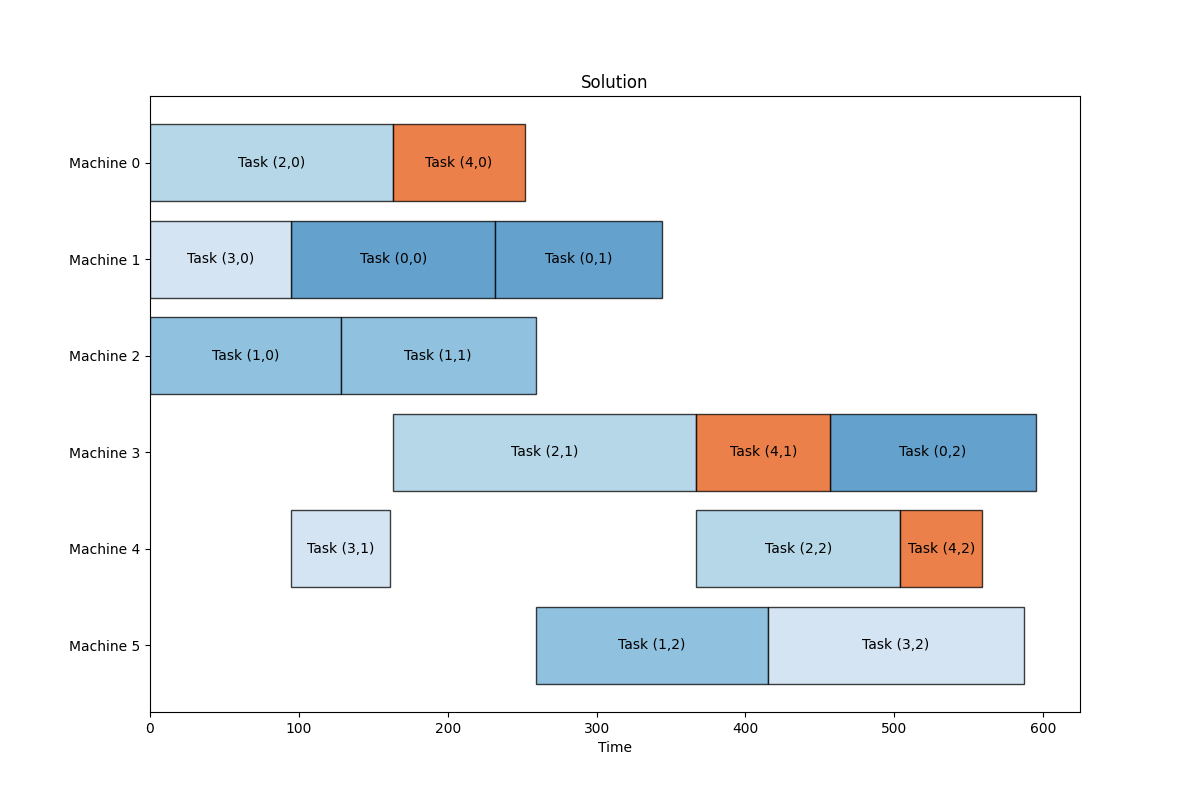 Solution
Machine 0
Task (2,0)
Task (4,0)
Machine 1
Task (3,0)
Task (0,0)
Task (0,1)
Machine 2
Task (1,0)
Task (1,1)
Machine 3
Task (2,1)
Task (4,1)
Task (0,2)
Machine 4
Task (3,1)
Task (2,2)
Task (4,2)
Machine 5
Task (1,2)
Task (3,2)
0 100 200 300 400 500 600
Time